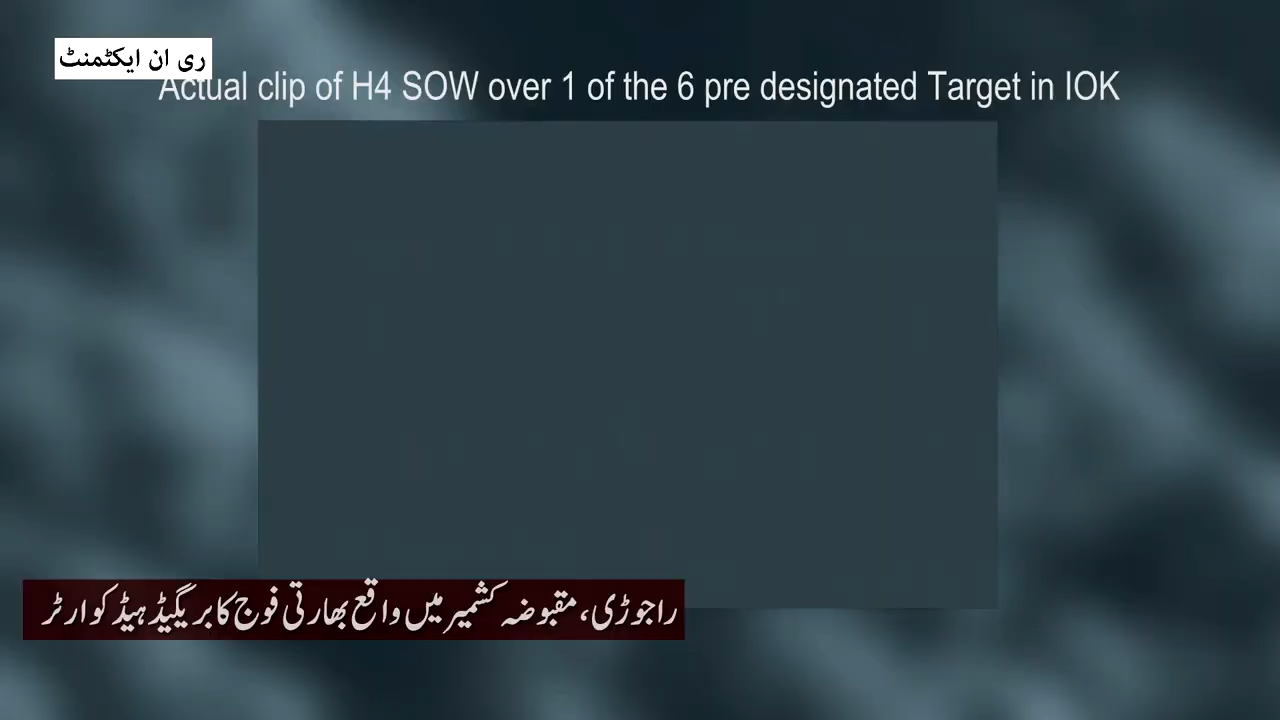 ری ان ایکٹمنٹ
Actual clip of H4 SOW over 1 of the 6 pre designated Target in IOK
راجوڑی، مقبوضہ کشمیر میں واقع بھارتی فوج کا بریگیڈ ہیڈ کوارٹر